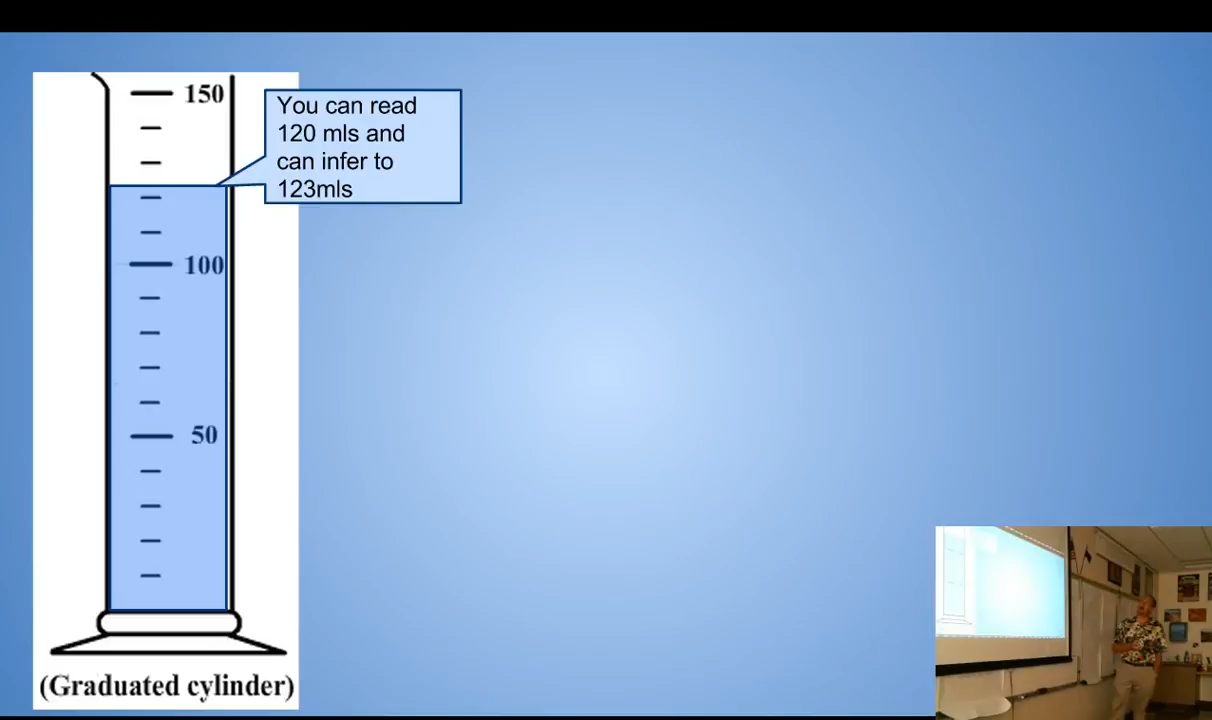 150
You can read
120 mls and
can infer to
123mls
100
50
(Graduated cylinder)